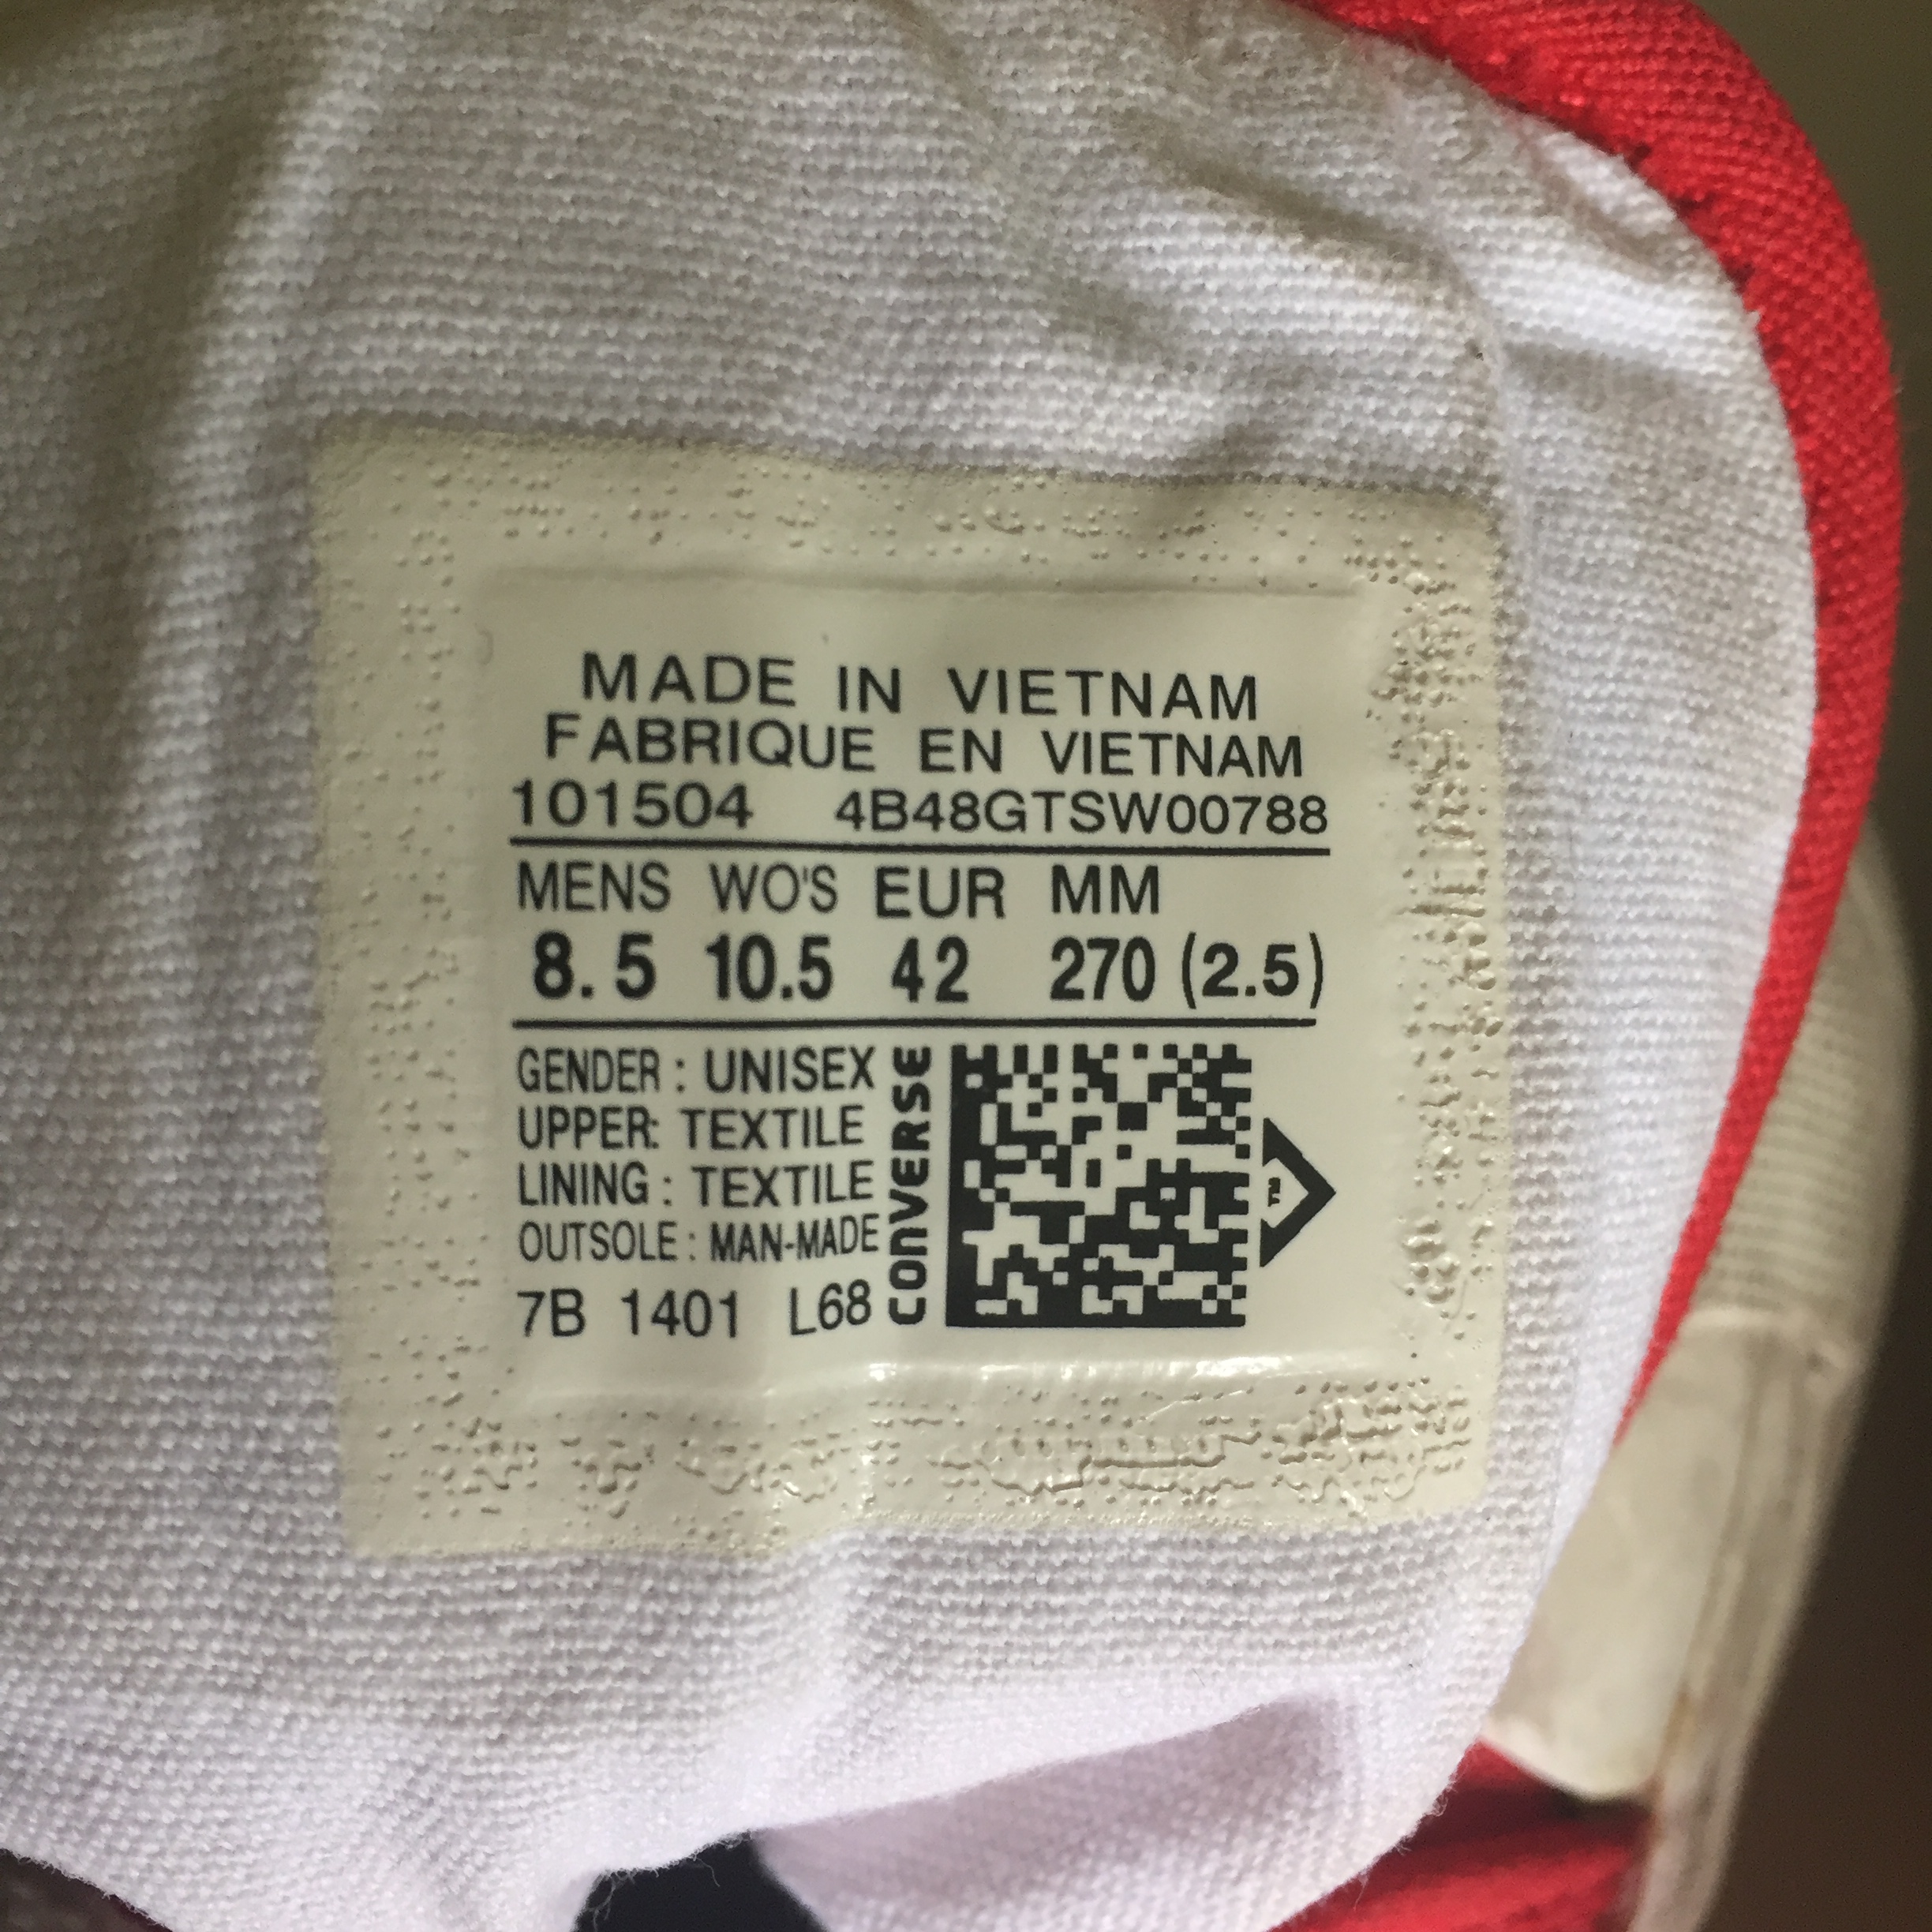 MADE IN VIETNAM
FABRIQUE EN VIETNAM
101504 4B48GTSW00788
MENS WO'S EUR MM
8.5 10.5 42 270 (2.5)
GENDER : UNISEX
UPPER: TEXTILE
LINING : TEXTILE
OUTSOLE : MAN-MADE
7B 1401 L68
CONVERSE